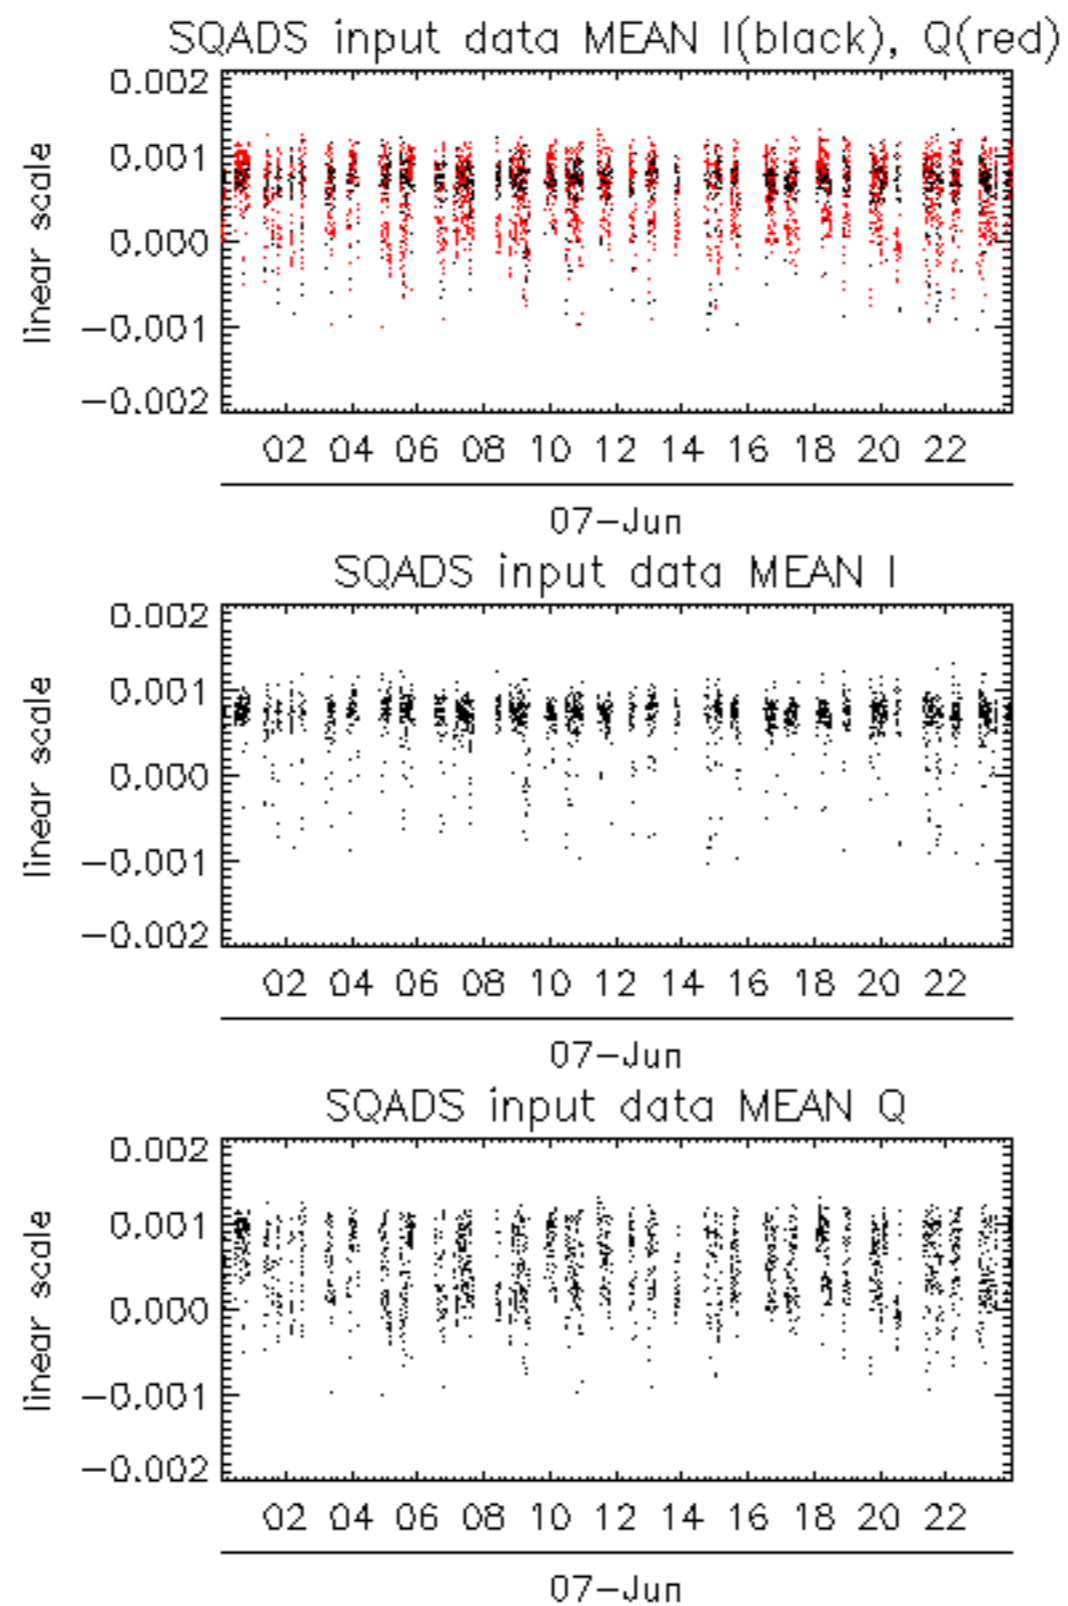 SQADS input data MEAN I(black), Q(red)
0.002
0.001
0.000
−0.001
−0.002
linear scale
02 04 06 08 10 12 14 16 18 20 22
07−Jun
SQADS input data MEAN I
0.002
0.001
0.000
−0.001
−0.002
linear scale
02 04 06 08 10 12 14 16 18 20 22
07−Jun
SQADS input data MEAN Q
0.002
0.001
0.000
−0.001
−0.002
linear scale
02 04 06 08 10 12 14 16 18 20 22
07−Jun